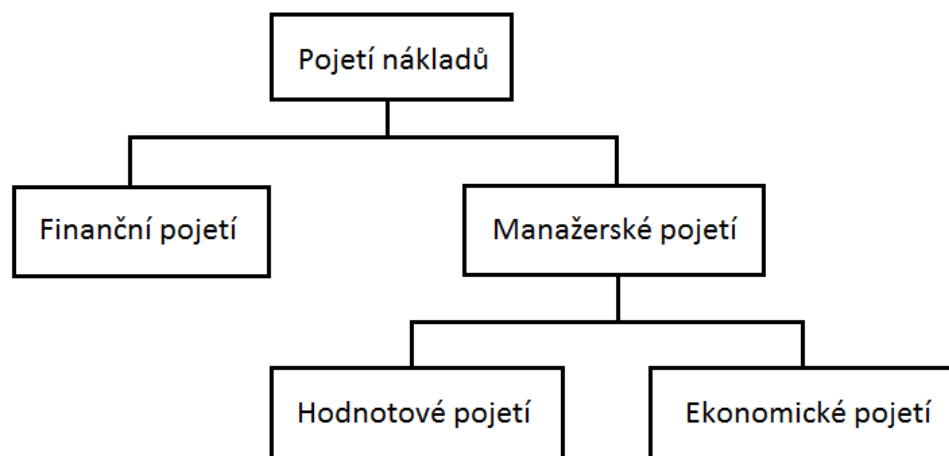 Pojetí nákladů
Finanční pojetí
Manažerské pojetí
Hodnotové pojetí
Ekonomické pojetí